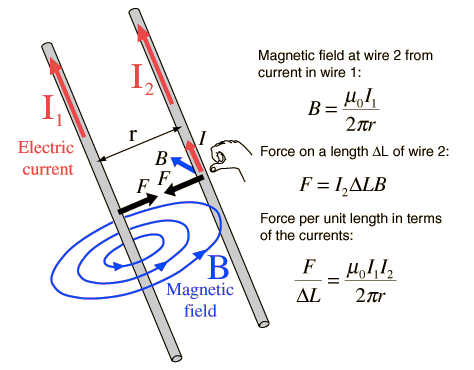 I₁
I₂
Electric
current
r
I
B
F
F
B
Magnetic
field
Magnetic field at wire 2 from
current in wire 1:
B = μ₀I₁ / 2πr
Force on a length ΔL of wire 2:
F = I₂ΔLB
Force per unit length in terms
of the currents:
F / ΔL = μ₀I₁I₂ / 2πr